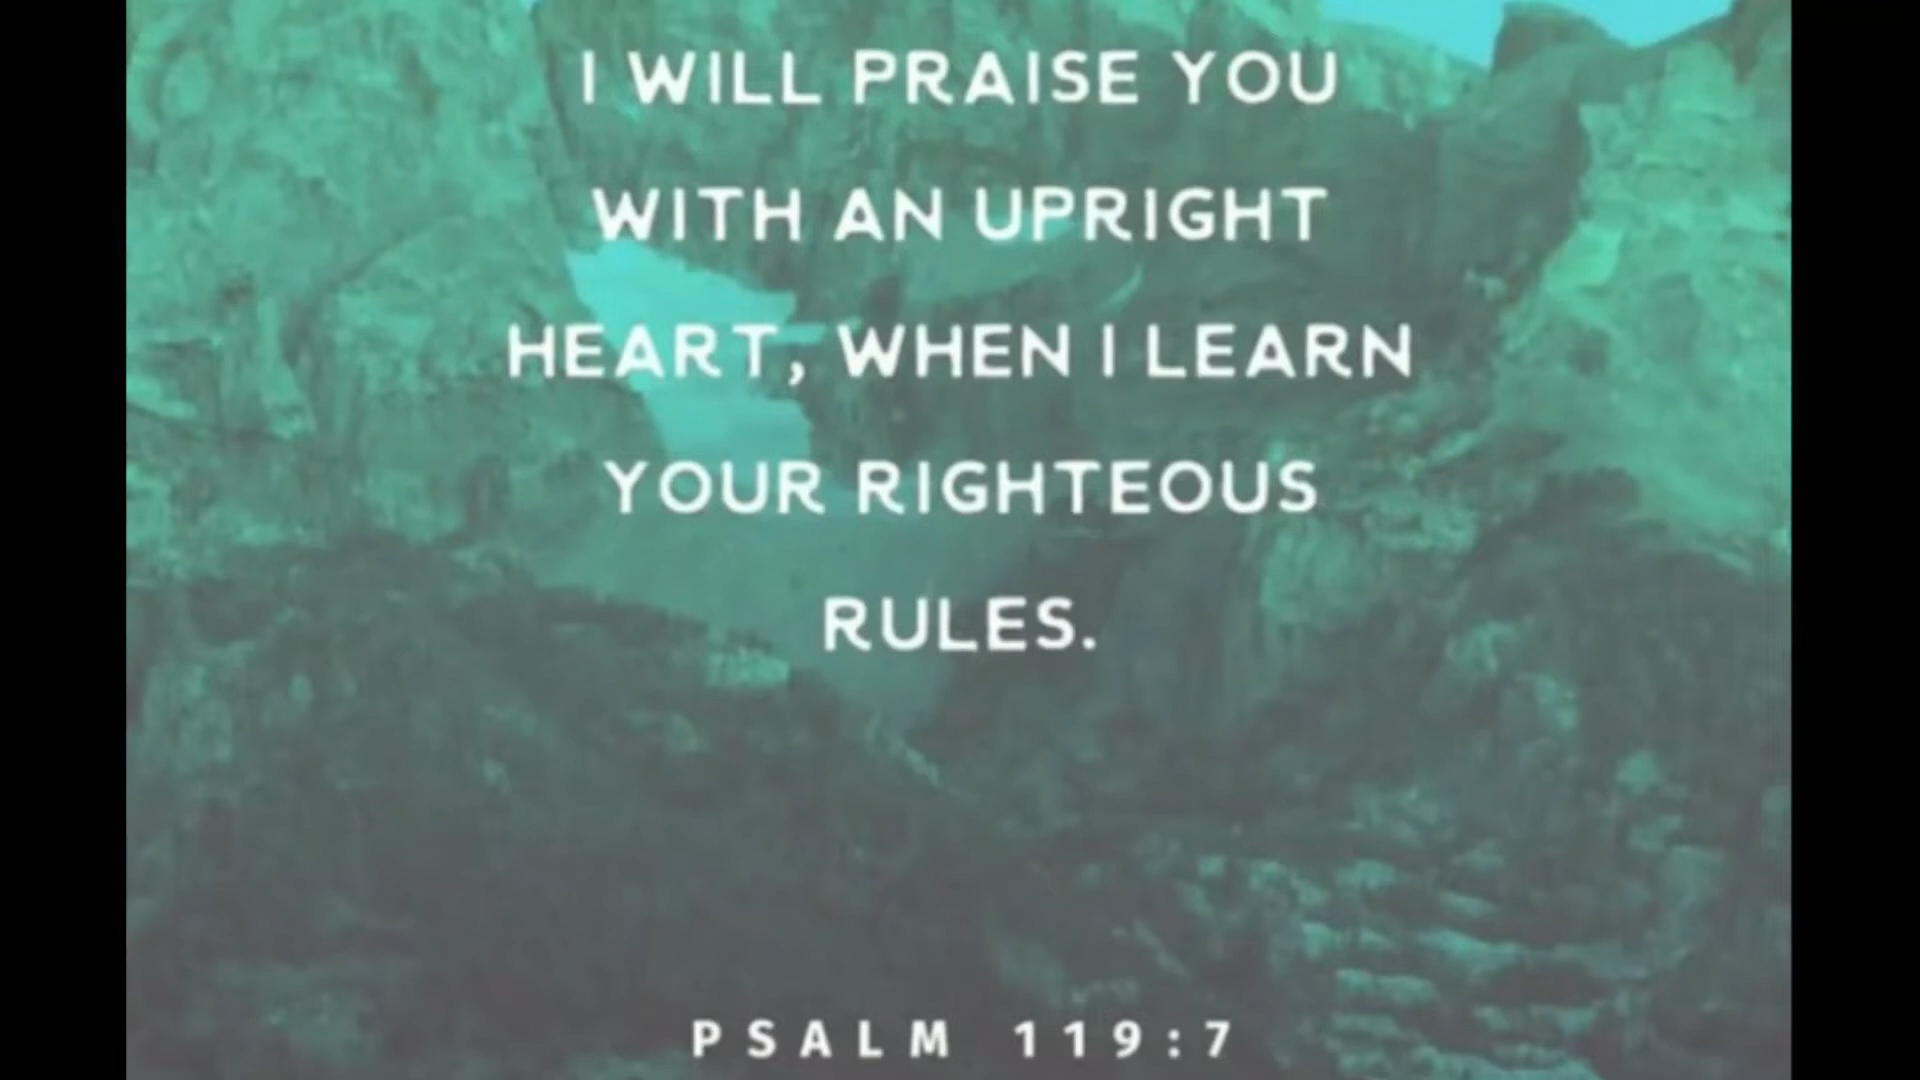 I WILL PRAISE YOU
WITH AN UPRIGHT
HEART, WHEN I LEARN
YOUR RIGHTEOUS
RULES.
PSALM 119:7